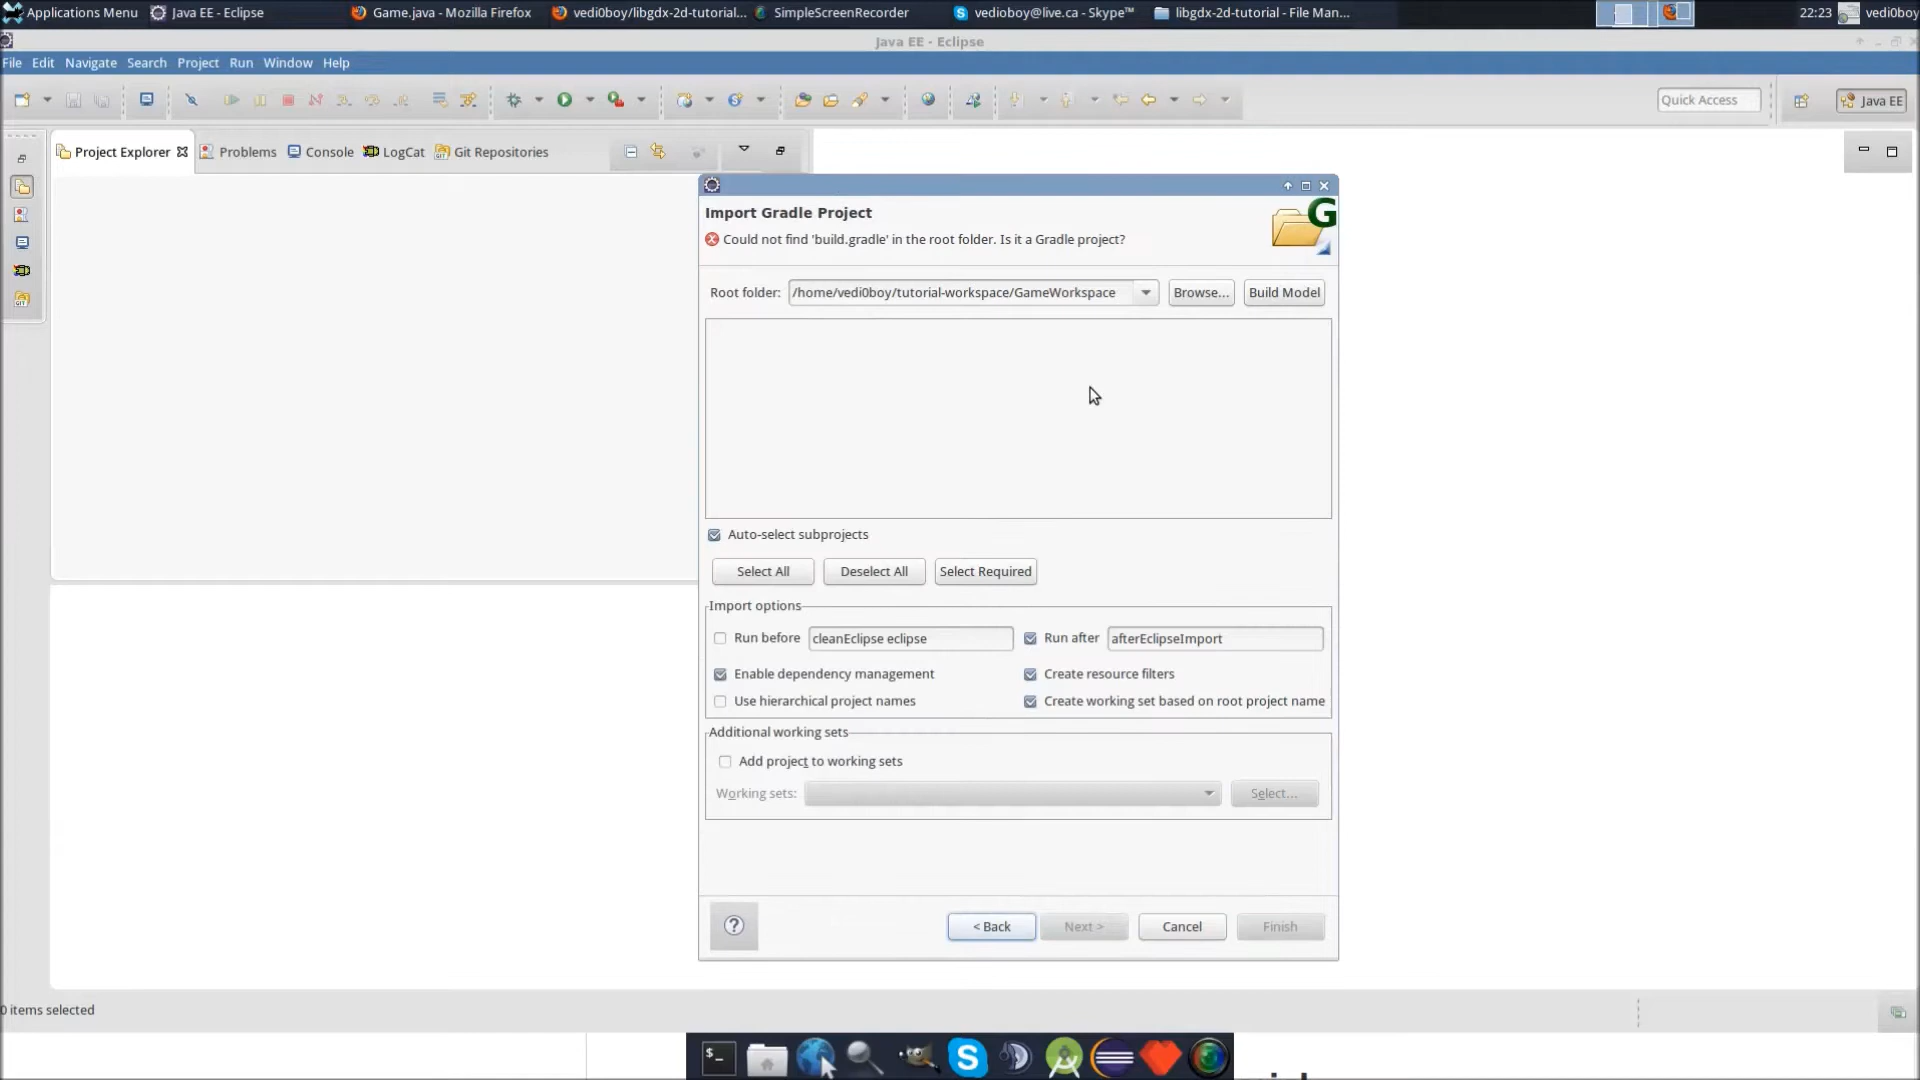 Applications Menu Java EE - Eclipse Game.java - Mozilla Firefox vedi0boy/libgdx-2d-tutorial... SimpleScreenRecorder vedioboy@live.ca - Skype™ libgdx-2d-tutorial - File Man... 22:23 vedi0boy
Java EE - Eclipse
File Edit Navigate Search Project Run Window Help
Quick Access Java EE
Project Explorer Problems Console LogCat Git Repositories
Import Gradle Project
Could not find 'build.gradle' in the root folder. Is it a Gradle project?
Root folder: /home/vedi0boy/tutorial-workspace/GameWorkspace Browse... Build Model
Auto-select subprojects
Select All Deselect All Select Required
Import options
Run before cleanEclipse eclipse Run after afterEclipseImport
Enable dependency management Create resource filters
Use hierarchical project names Create working set based on root project name
Additional working sets
Add project to working sets
Working sets: Select...
< Back Next > Cancel Finish
0 items selected